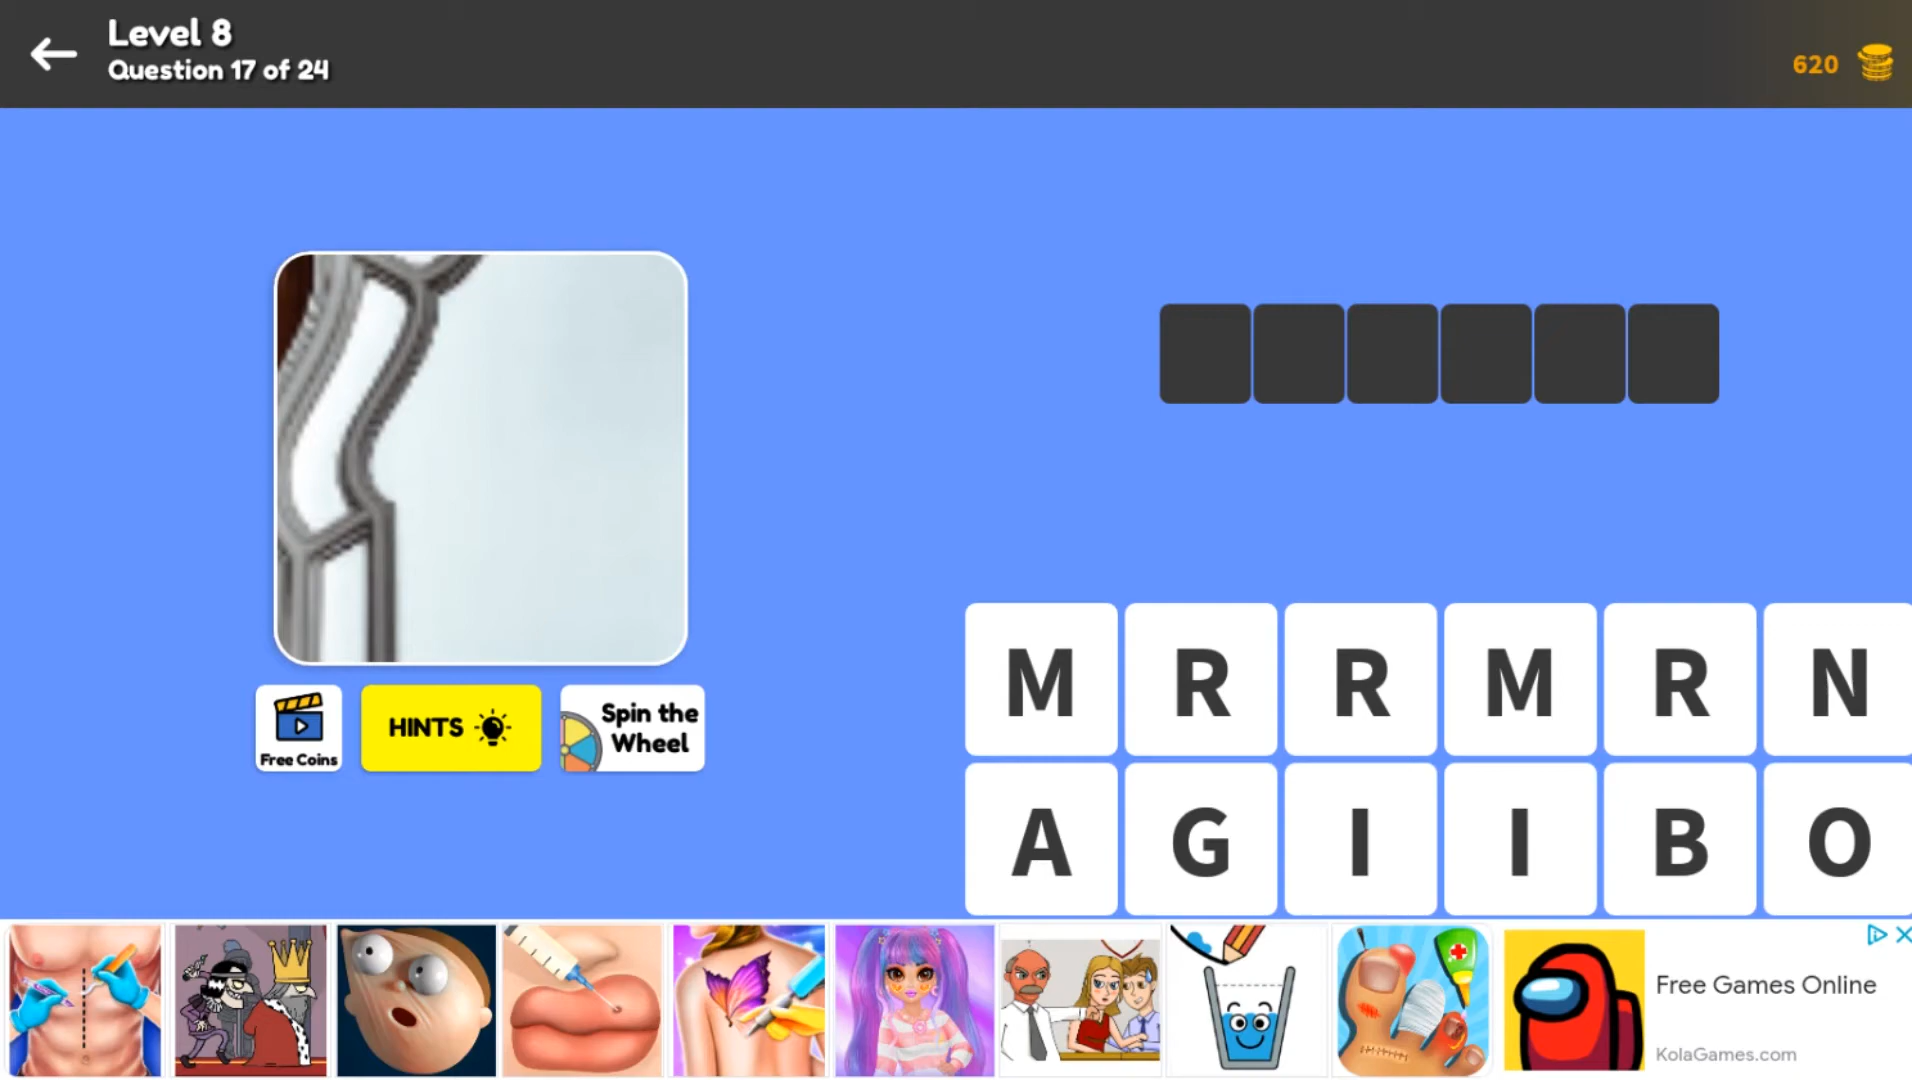 Level 8
Question 17 of 24
620
Free Coins
HINTS
Spin the
Wheel
M R R M R N
A G I I B O
Free Games Online
KolaGames.com